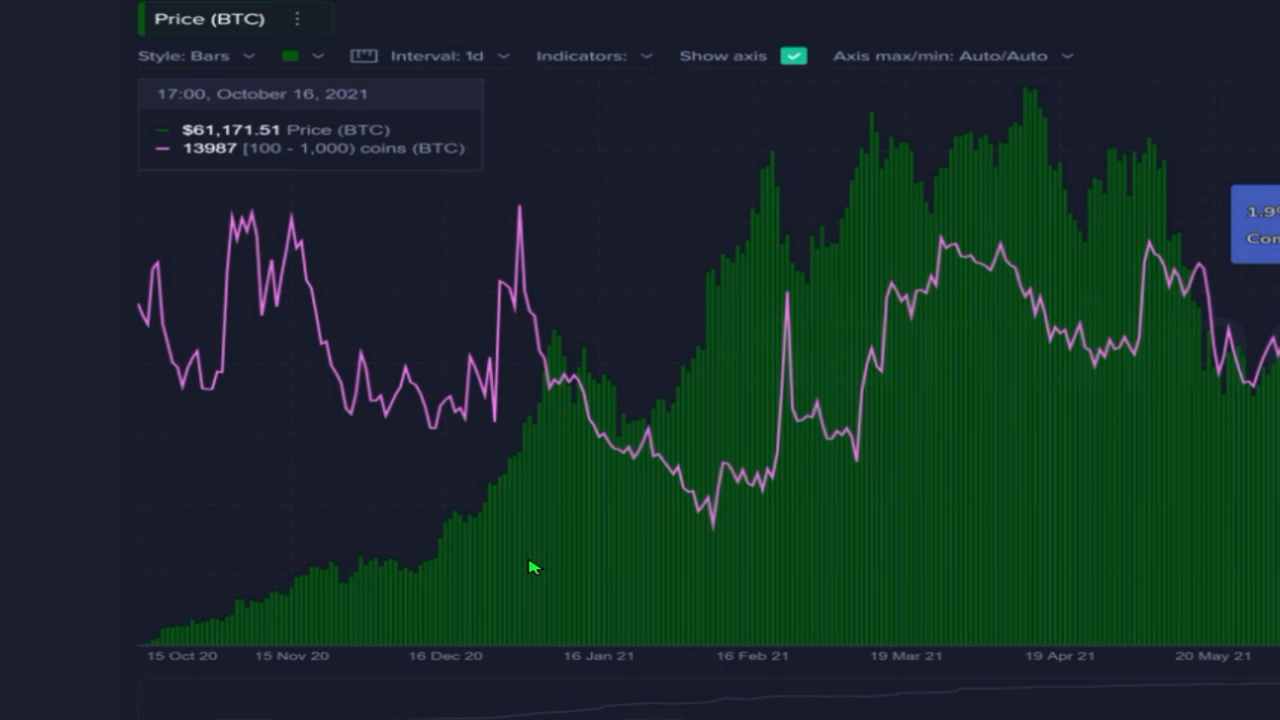 Price (BTC)
Style: Bars Interval: 1d Indicators: Show axis Axis max/min: Auto/Auto
17:00, October 16, 2021
$61,171.51 Price (BTC)
13987 [100 - 1,000) coins (BTC)
15 Oct 20 15 Nov 20 16 Dec 20 16 Jan 21 16 Feb 21 19 Mar 21 19 Apr 21 20 May 21